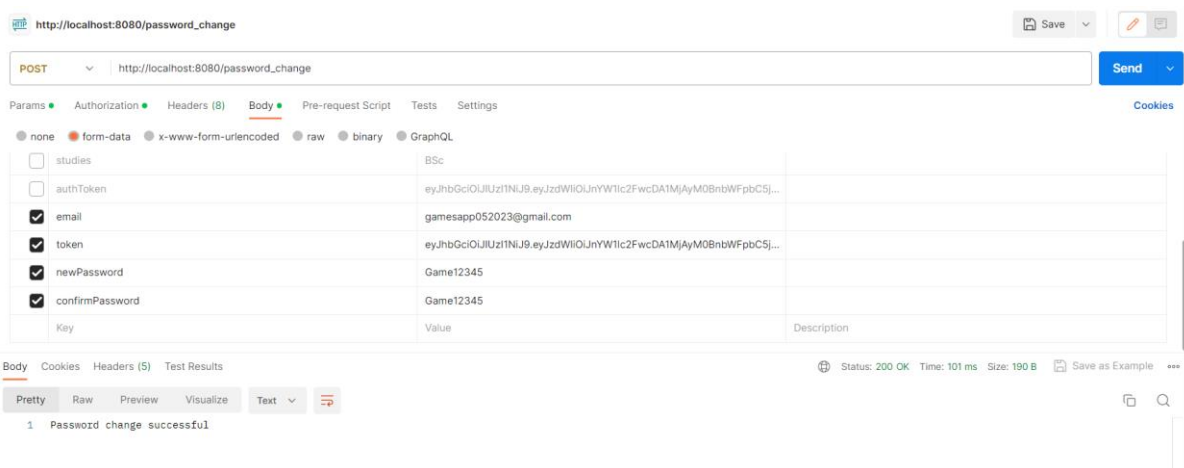 HTTP http://localhost:8080/password_change Save
POST http://localhost:8080/password_change Send
Params Authorization Headers (8) Body Pre-request Script Tests Settings Cookies
none form-data x-www-form-urlencoded raw binary GraphQL
studies BSc
authToken eyJhbGciOiJIUzI1NiJ9.eyJzdWIiOiJnYW1lc2FwcDA1MjAyM0BnbWFpbC5j...
email gamesapp052023@gmail.com
token eyJhbGciOiJIUzI1NiJ9.eyJzdWIiOiJnYW1lc2FwcDA1MjAyM0BnbWFpbC5j...
newPassword Game12345
confirmPassword Game12345
Key Value Description
Body Cookies Headers (5) Test Results Status: 200 OK Time: 101 ms Size: 190 B Save as Example
Pretty Raw Preview Visualize Text
1 Password change successful